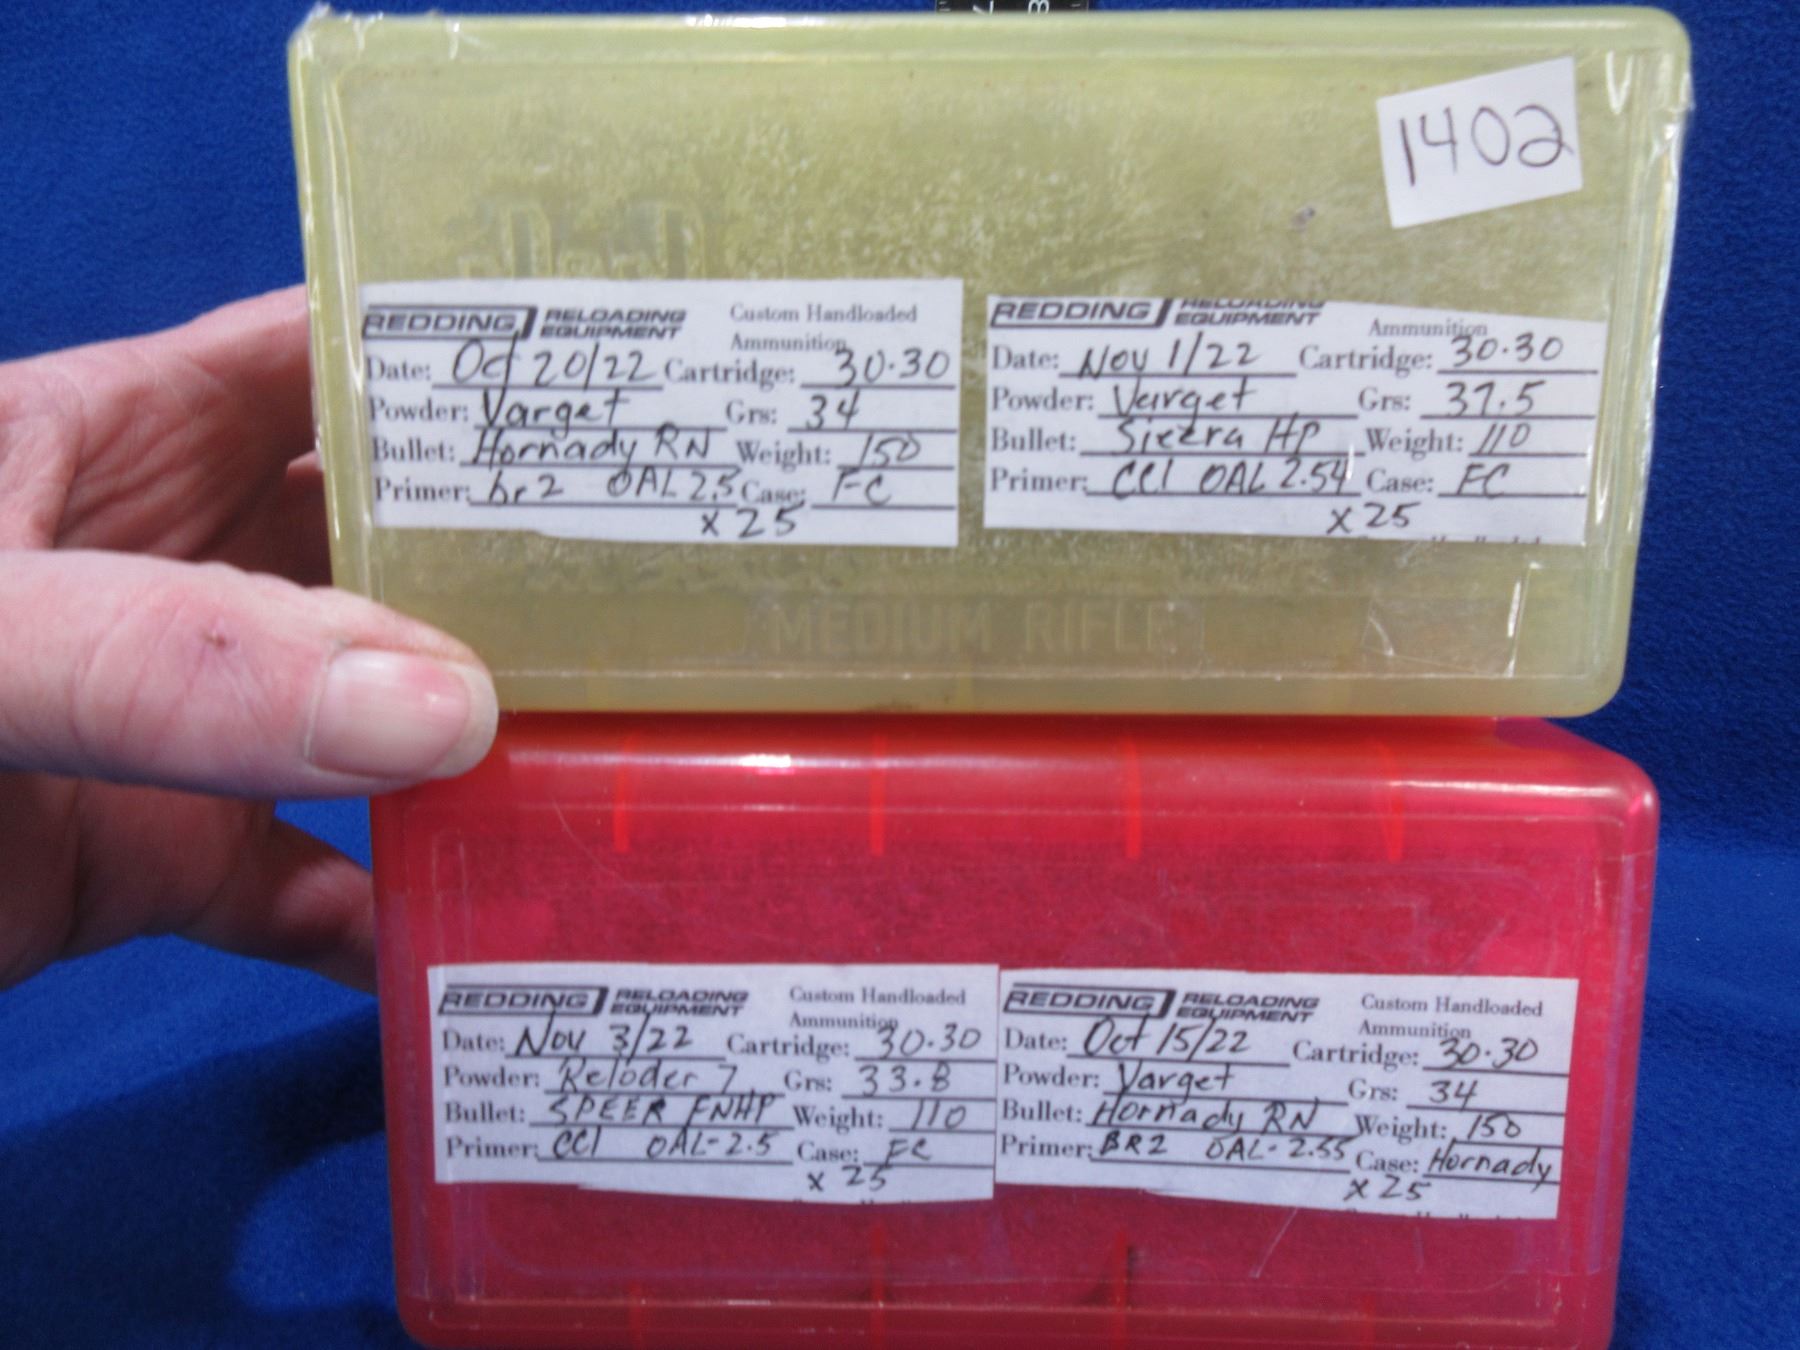 1402
REDDING RELOADING EQUIPMENT Custom Handloaded Ammunition
Date: Oct 20/22 Cartridge: 30.30
Powder: Varget Grs: 34
Bullet: Hornady RN Weight: 150
Primer: br2 OAL 2.5 Case: FC
x 25
REDDING RELOADING EQUIPMENT Ammunition
Date: Nov 1/22 Cartridge: 30.30
Powder: Varget Grs: 37.5
Bullet: Sierra HP Weight: 110
Primer: CCI OAL 2.54 Case: FC
x 25
MEDIUM RIFLE
REDDING RELOADING EQUIPMENT Custom Handloaded Ammunition
Date: Nov 3/22 Cartridge: 30.30
Powder: Reloder 7 Grs: 33.8
Bullet: SPEER FNHP Weight: 110
Primer: CCI OAL-2.5 Case: FC
x 25
REDDING RELOADING EQUIPMENT Custom Handloaded Ammunition
Date: Oct 15/22 Cartridge: 30.30
Powder: Varget Grs: 34
Bullet: Hornady RN Weight: 150
Primer: BR2 OAL- 2.55 Case: Hornady
x 25